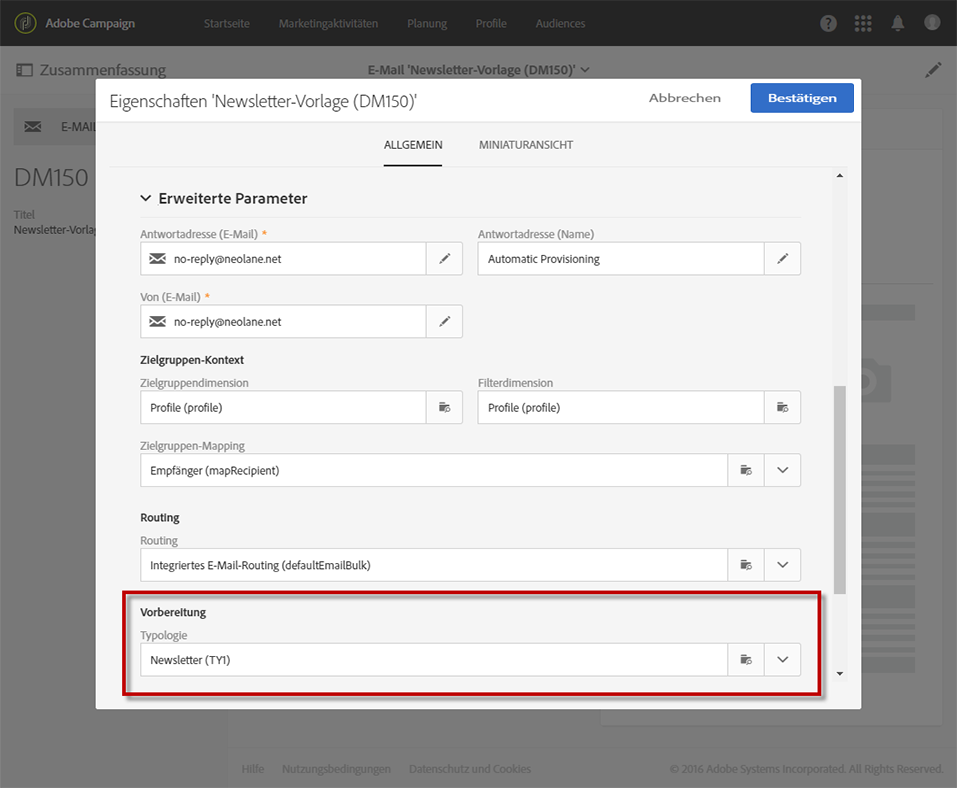 Adobe Campaign Startseite Marketingaktivitäten Planung Profile Audiences
Zusammenfassung E-Mail 'Newsletter-Vorlage (DM150)'
Eigenschaften 'Newsletter-Vorlage (DM150)' Abbrechen Bestätigen
E-MAIL
ALLGEMEIN MINIATURANSICHT
DM150
Titel
Newsletter-Vorlag
Erweiterte Parameter
Antwortadresse (E-Mail) * Antwortadresse (Name)
no-reply@neolane.net Automatic Provisioning
Von (E-Mail) *
no-reply@neolane.net
Zielgruppen-Kontext
Zielgruppendimension Filterdimension
Profile (profile) Profile (profile)
Zielgruppen-Mapping
Empfänger (mapRecipient)
Routing
Routing
Integriertes E-Mail-Routing (defaultEmailBulk)
Vorbereitung
Typologie
Newsletter (TY1)
Hilfe Nutzungsbedingungen Datenschutz und Cookies © 2016 Adobe Systems Incorporated. All Rights Reserved.